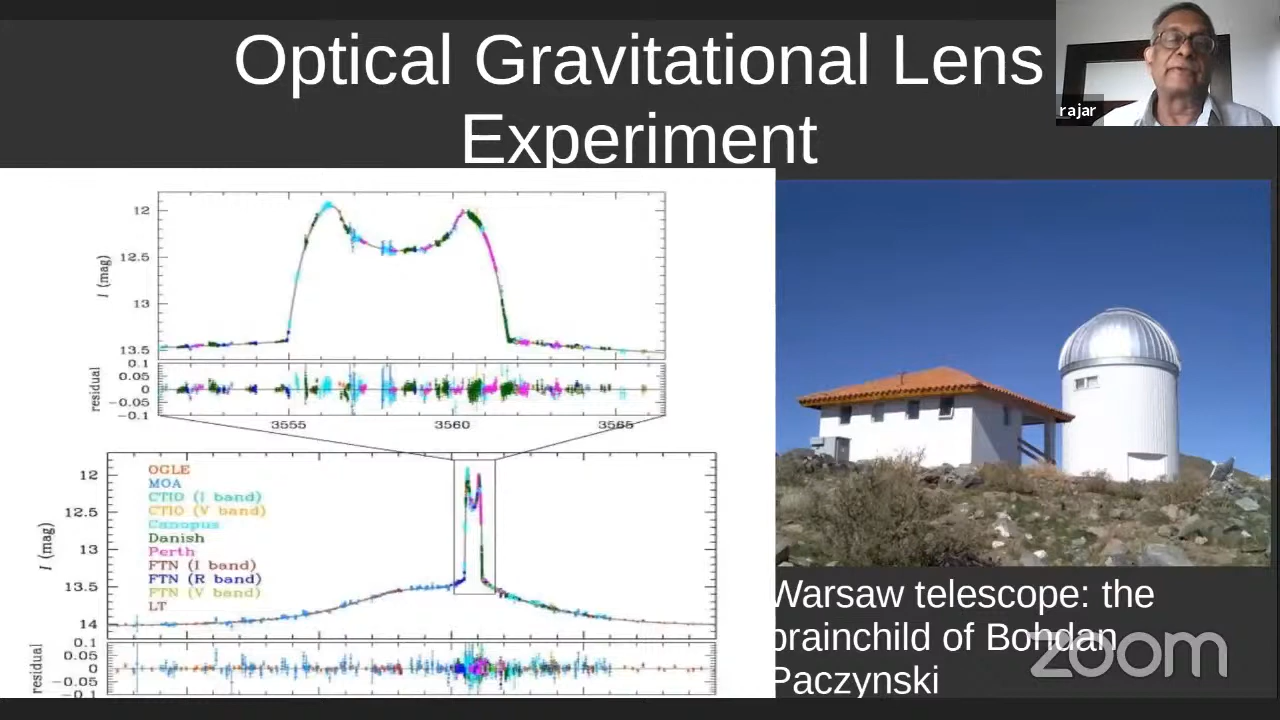 Optical Gravitational Lens
Experiment
rajar
12
12.5
13
13.5
I (mag)
0.1
0.05
0
-0.05
-0.1
residual
3555
3560
3565
12
12.5
13
13.5
14
I (mag)
OGLE
MOA
CTIO (I band)
CTIO (V band)
Canopus
Danish
Perth
FTN (I band)
FTN (R band)
FTN (V band)
LT
0.1
0.05
0
-0.05
-0.1
residual
Warsaw telescope: the
brainchild of Bohdan
Paczynski
zoom